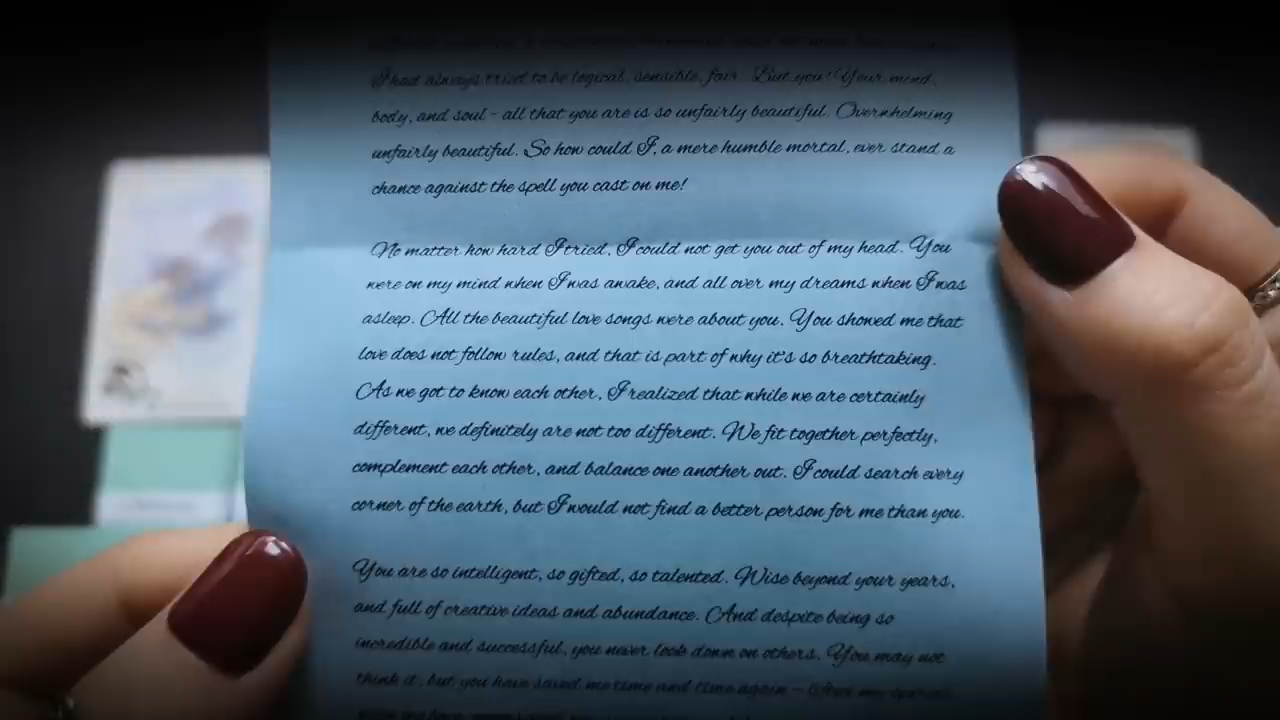 I had always tried to be logical, sensible, fair. But you! Your mind,
body, and soul - all that you are is so unfairly beautiful. Overwhelming
unfairly beautiful. So how could I, a mere humble mortal, ever stand a
chance against the spell you cast on me!
No matter how hard I tried, I could not get you out of my head. You
were on my mind when I was awake, and all over my dreams when I was
asleep. All the beautiful love songs were about you. You showed me that
love does not follow rules, and that is part of why it's so breathtaking.
As we got to know each other, I realized that while we are certainly
different, we definitely are not too different. We fit together perfectly,
complement each other, and balance one another out. I could search every
corner of the earth, but I would not find a better person for me than you.
You are so intelligent, so gifted, so talented. Wise beyond your years,
and full of creative ideas and abundance. And despite being so
incredible and successful, you never look down on others. You may not
think it, but you have saved me time and time again -